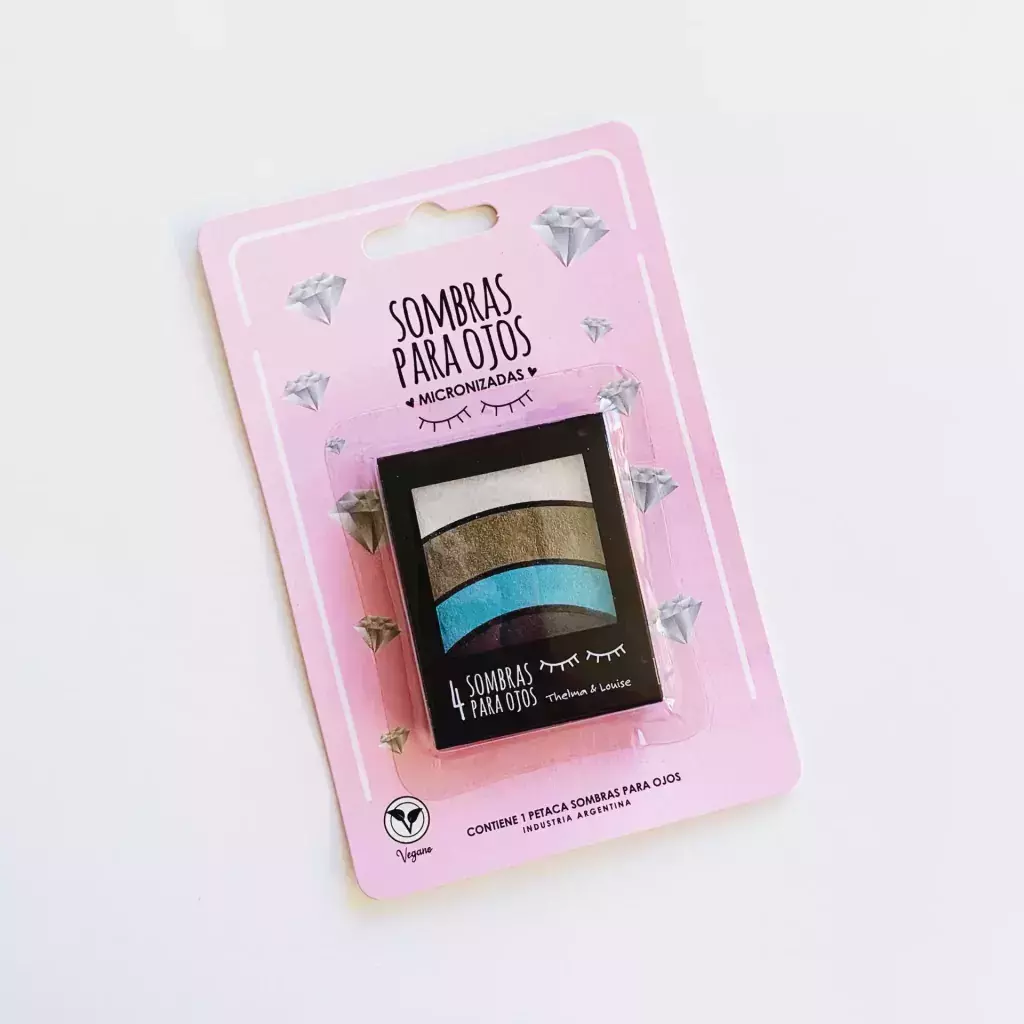 SOMBRAS
PARA OJOS
MICRONIZADAS
4 SOMBRAS
PARA OJOS
Thelma & Louise
Vegano
CONTIENE 1 PETACA SOMBRAS PARA OJOS
INDUSTRIA ARGENTINA